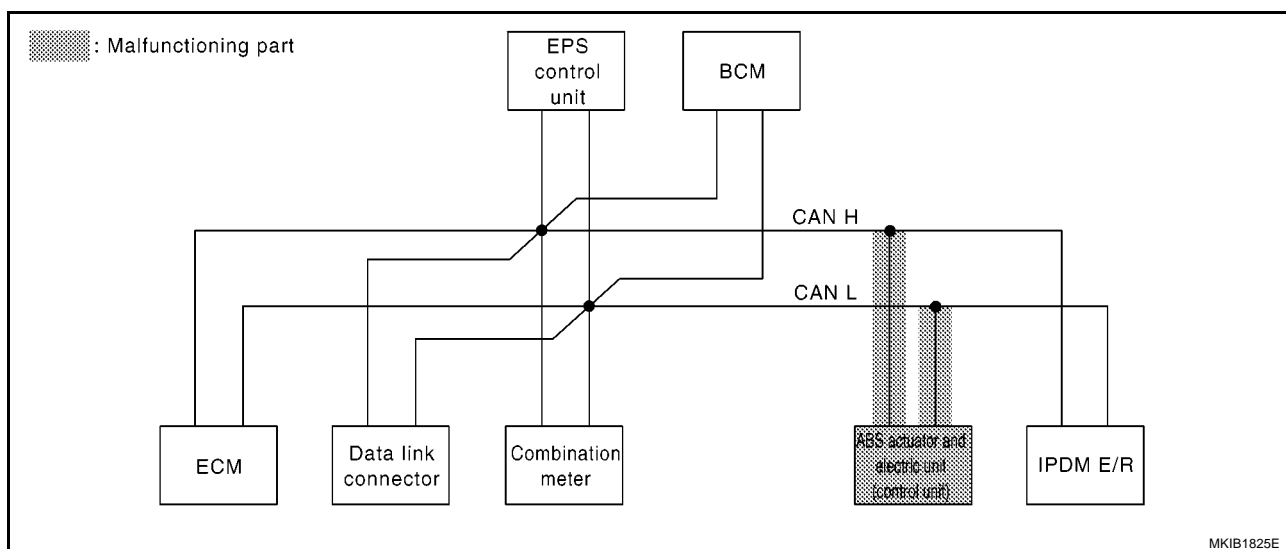 : Malfunctioning part
EPS
control
unit
BCM
CAN H
CAN L
ECM
Data link
connector
Combination
meter
ABS actuator and
electric unit
(control unit)
IPDM E/R
MKIB1825E